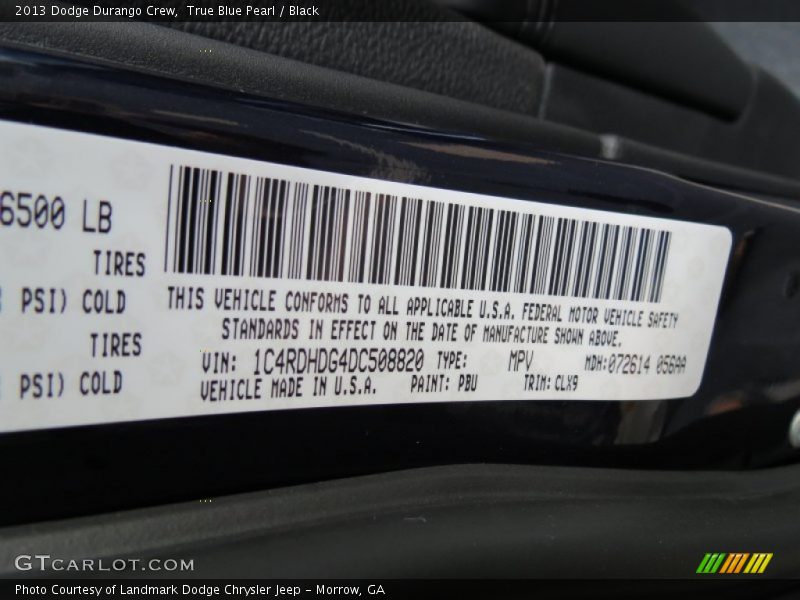 2013 Dodge Durango Crew, True Blue Pearl / Black
6500 LB
TIRES
PSI) COLD
TIRES
PSI) COLD
THIS VEHICLE CONFORMS TO ALL APPLICABLE U.S.A. FEDERAL MOTOR VEHICLE SAFETY
STANDARDS IN EFFECT ON THE DATE OF MANUFACTURE SHOWN ABOVE.
VIN: 1C4RDHDG4DC508820 TYPE: MPV MDH:072614 056AA
VEHICLE MADE IN U.S.A. PAINT: PBU TRIM: CLX9
GTCARLOT.COM
Photo Courtesy of Landmark Dodge Chrysler Jeep - Morrow, GA